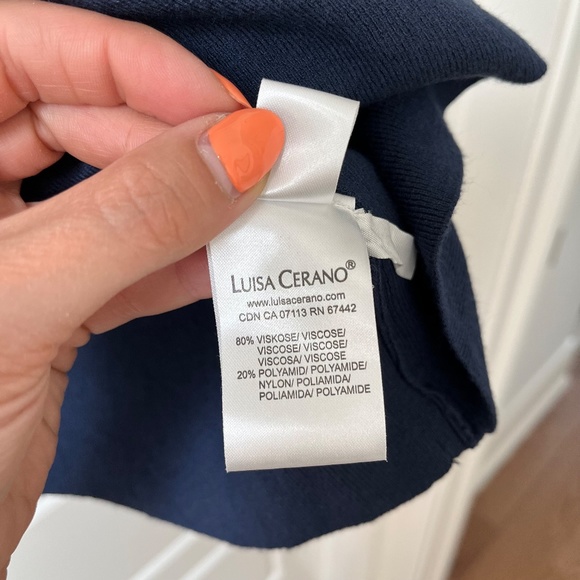 LUISA CERANO®
www.luisacerano.com
CDN CA 07113 RN 67442
80% VISKOSE/ VISCOSE/
VISCOSE/ VISCOSE/
VISCOSA/ VISCOSE
20% POLYAMID/ POLYAMIDE/
NYLON/ POLIAMIDA/
POLIAMIDA/ POLYAMIDE